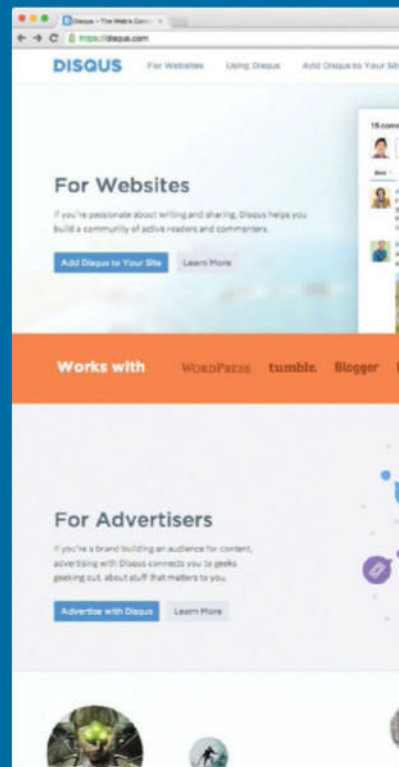 Disqus - The Web's Comm
https://disqus.com
DISQUS For Websites Using Disqus Add Disqus to Your Site
15 comm
For Websites
If you're passionate about writing and sharing, Disqus helps you
build a community of active readers and commenters.
Add Disqus to Your Site Learn More
Works with WORDPRESS tumblr. Blogger
For Advertisers
If you're a brand building an audience for content,
advertising with Disqus connects you to geeks
geeking out, about stuff that matters to you.
Advertise with Disqus Learn More